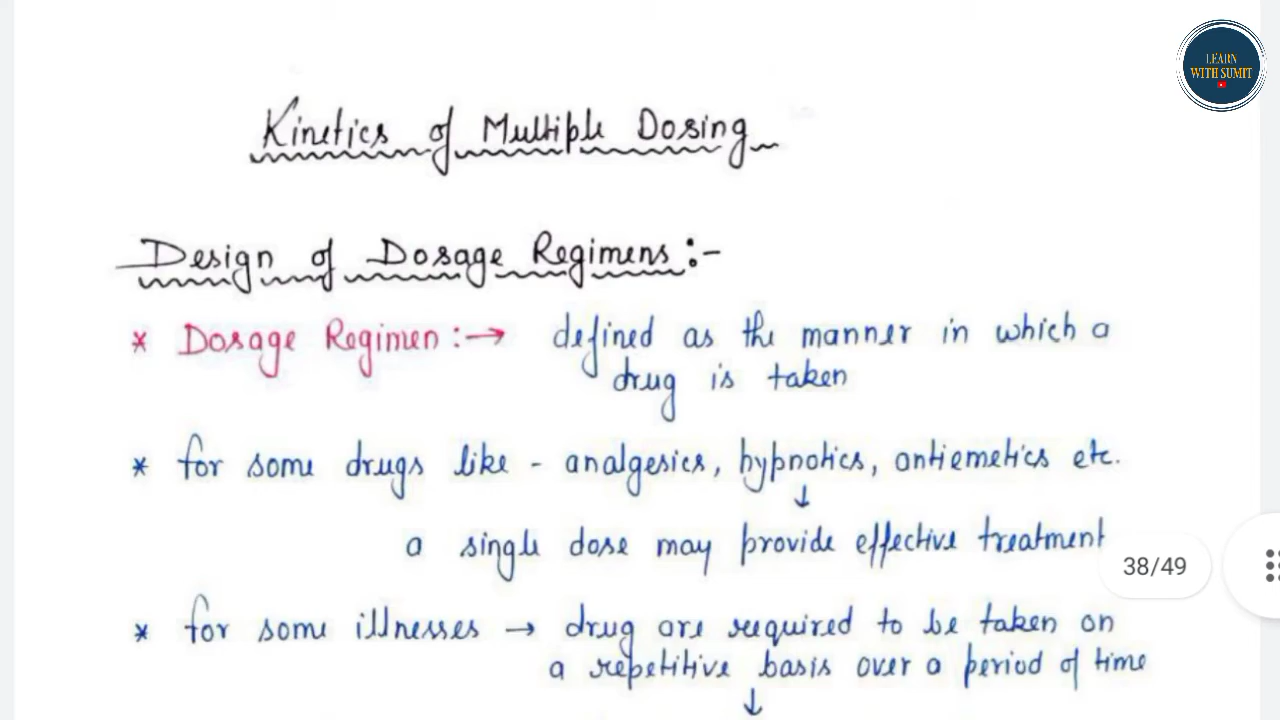 LEARN
WITH SUMIT
Kinetics of Multiple Dosing
Design of Dosage Regimens :-
* Dosage Regimen :→ defined as the manner in which a
drug is taken
* for some drugs like - analgesics, hypnotics, antiemetics etc.
↓
a single dose may provide effective treatment
38/49
* for some illnesses → drug are required to be taken on
a repetitive basis over a period of time
↓